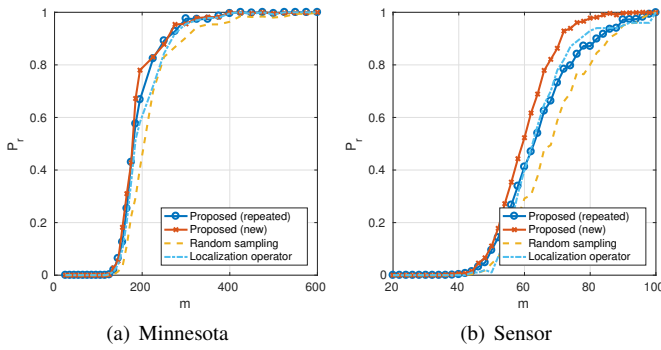 1
0.8
0.6
0.4
0.2
0
P_r
0 200 400 600
m
Proposed (repeated)
Proposed (new)
Random sampling
Localization operator
(a) Minnesota
1
0.8
0.6
0.4
0.2
0
P_r
20 40 60 80 100
m
Proposed (repeated)
Proposed (new)
Random sampling
Localization operator
(b) Sensor